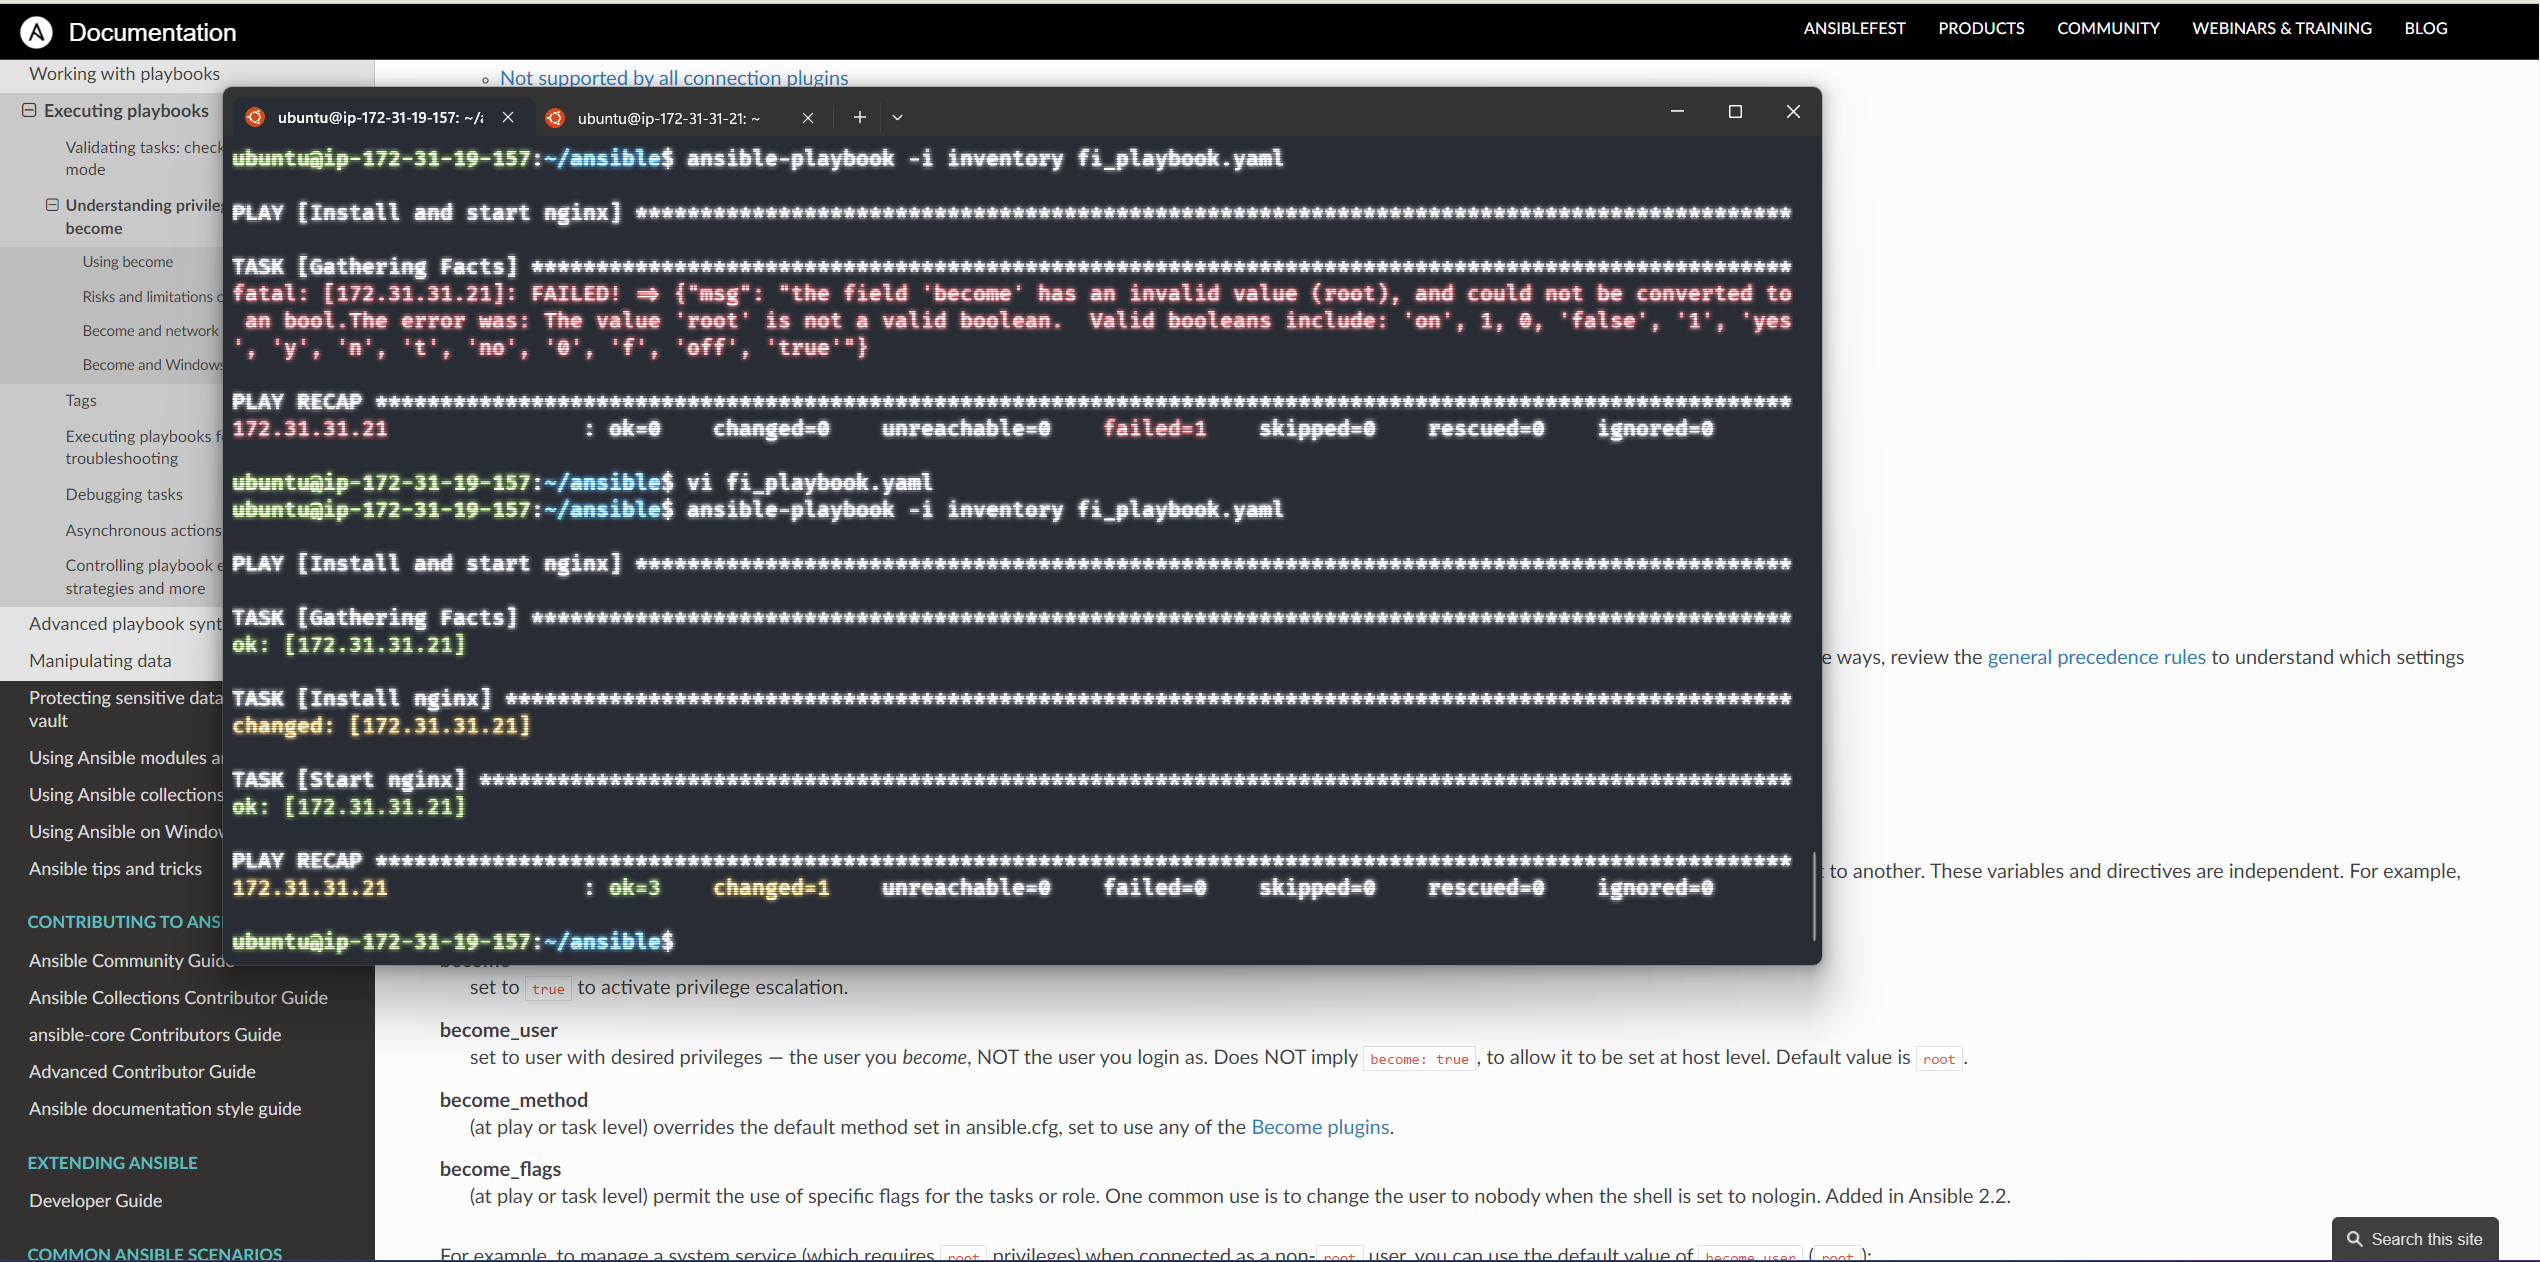 Documentation
ANSIBLEFEST PRODUCTS COMMUNITY WEBINARS & TRAINING BLOG
Working with playbooks
Executing playbooks
Validating tasks: check
mode
Understanding privile
become
Using become
Risks and limitations
Become and network
Become and Windows
Tags
Executing playbooks f
troubleshooting
Debugging tasks
Asynchronous actions
Controlling playbook e
strategies and more
Advanced playbook synt
Manipulating data
Protecting sensitive data
vault
Using Ansible modules a
Using Ansible collections
Using Ansible on Window
Ansible tips and tricks
CONTRIBUTING TO ANS
Ansible Community Guide
Ansible Collections Contributor Guide
ansible-core Contributors Guide
Advanced Contributor Guide
Ansible documentation style guide
EXTENDING ANSIBLE
Developer Guide
COMMON ANSIBLE SCENARIOS
Not supported by all connection plugins
ubuntu@ip-172-31-19-157: ~/a
ubuntu@ip-172-31-31-21: ~
ubuntu@ip-172-31-19-157:~/ansible$ ansible-playbook -i inventory fi_playbook.yaml
PLAY [Install and start nginx] *****************************************************************************************
TASK [Gathering Facts] *************************************************************************************************
fatal: [172.31.31.21]: FAILED! => {"msg": "the field 'become' has an invalid value (root), and could not be converted to
an bool.The error was: The value 'root' is not a valid boolean.  Valid booleans include: 'on', 1, 0, 'false', '1', 'yes
', 'y', 'n', 't', 'no', '0', 'f', 'off', 'true'"}
PLAY RECAP *************************************************************************************************************
172.31.31.21               : ok=0    changed=0    unreachable=0    failed=1    skipped=0    rescued=0    ignored=0
ubuntu@ip-172-31-19-157:~/ansible$ vi fi_playbook.yaml
ubuntu@ip-172-31-19-157:~/ansible$ ansible-playbook -i inventory fi_playbook.yaml
PLAY [Install and start nginx] *****************************************************************************************
TASK [Gathering Facts] *************************************************************************************************
ok: [172.31.31.21]
TASK [Install nginx] ***************************************************************************************************
changed: [172.31.31.21]
TASK [Start nginx] *****************************************************************************************************
ok: [172.31.31.21]
PLAY RECAP *************************************************************************************************************
172.31.31.21               : ok=3    changed=1    unreachable=0    failed=0    skipped=0    rescued=0    ignored=0
ubuntu@ip-172-31-19-157:~/ansible$
e ways, review the general precedence rules to understand which settings
t to another. These variables and directives are independent. For example,
set to true to activate privilege escalation.
become_user
set to user with desired privileges — the user you become, NOT the user you login as. Does NOT imply become: true, to allow it to be set at host level. Default value is root.
become_method
(at play or task level) overrides the default method set in ansible.cfg, set to use any of the Become plugins.
become_flags
(at play or task level) permit the use of specific flags for the tasks or role. One common use is to change the user to nobody when the shell is set to nologin. Added in Ansible 2.2.
For example, to manage a system service (which requires root privileges) when connected as a non-root user, you can use the default value of become_user (root):
Search this site